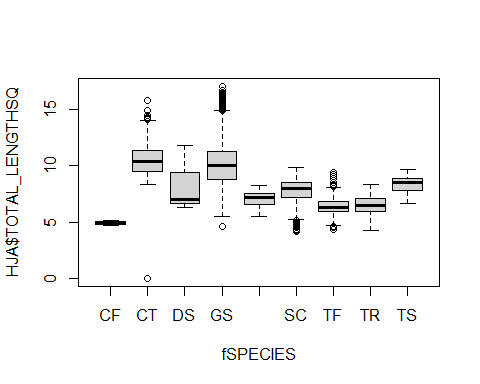 HJA$TOTAL_LENGTHSQ
15
10
5
0
CF CT DS GS SC TF TR TS
fSPECIES